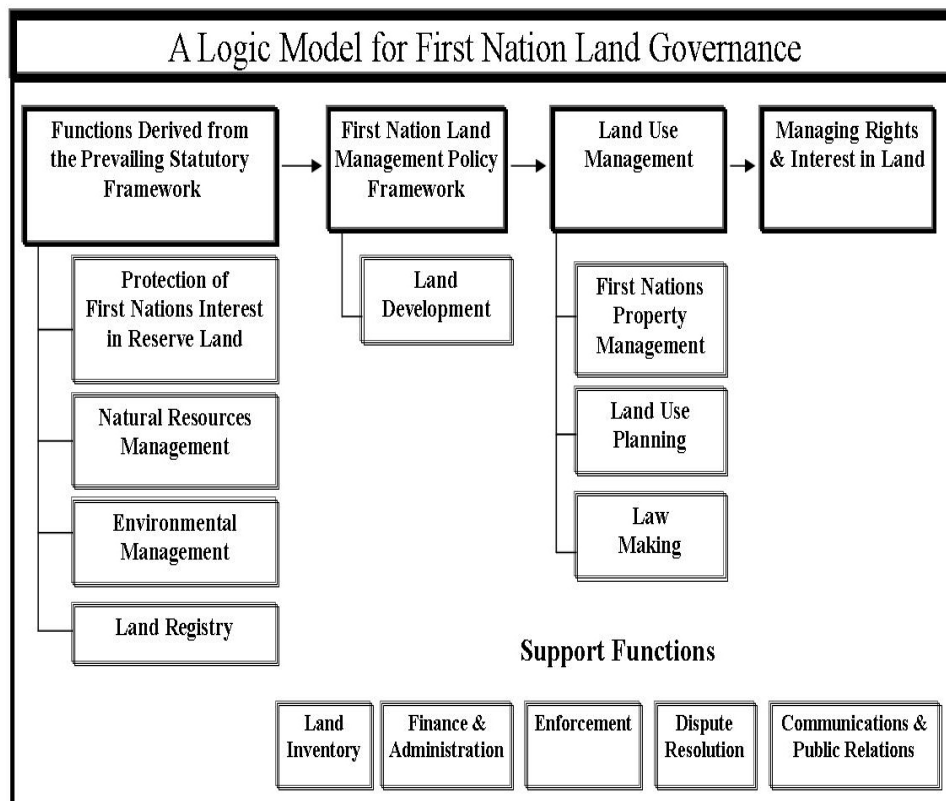 A Logic Model for First Nation Land Governance
Functions Derived from
the Prevailing Statutory
Framework
First Nation Land
Management Policy
Framework
Land Use
Management
Managing Rights
& Interest in Land
Protection of
First Nations Interest
in Reserve Land
Natural Resources
Management
Environmental
Management
Land Registry
Land
Development
First Nations
Property
Management
Land Use
Planning
Law
Making
Support Functions
Land
Inventory
Finance &
Administration
Enforcement
Dispute
Resolution
Communications &
Public Relations